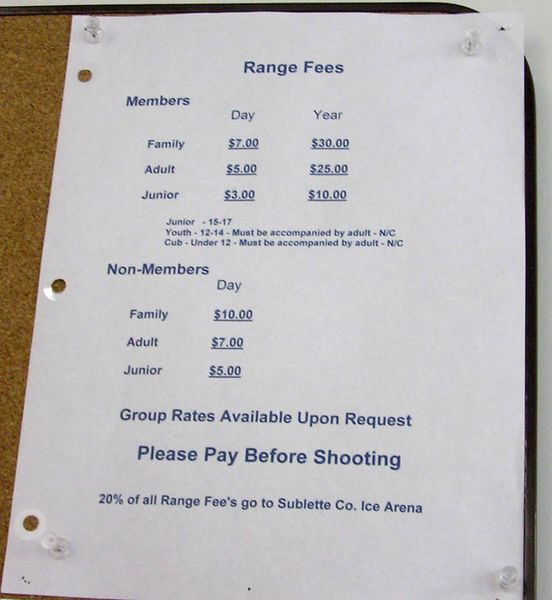 Range Fees
Members
Day Year
Family $7.00 $30.00
Adult $5.00 $25.00
Junior $3.00 $10.00
Junior - 15-17
Youth - 12-14 - Must be accompanied by adult - N/C
Cub - Under 12 - Must be accompanied by adult - N/C
Non-Members
Day
Family $10.00
Adult $7.00
Junior $5.00
Group Rates Available Upon Request
Please Pay Before Shooting
20% of all Range Fee's go to Sublette Co. Ice Arena